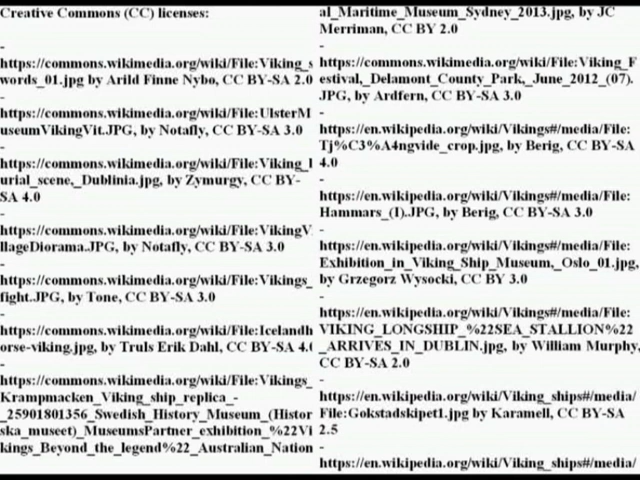 Creative Commons (CC) licenses:
-
https://commons.wikimedia.org/wiki/File:Viking_s
words_01.jpg by Arild Finne Nybø, CC BY-SA 2.0
-
https://commons.wikimedia.org/wiki/File:UlsterM
useumVikingVit.JPG, by Notafly, CC BY-SA 3.0
-
https://commons.wikimedia.org/wiki/File:Viking_
urial_scene,_Dublinia.jpg, by Zymurgy, CC BY-
SA 4.0
-
https://commons.wikimedia.org/wiki/File:VikingV
llageDiorama.JPG, by Notafly, CC BY-SA 3.0
-
https://commons.wikimedia.org/wiki/File:Vikings_
fight.JPG, by Tone, CC BY-SA 3.0
-
https://commons.wikimedia.org/wiki/File:Icelandh
orse-viking.jpg, by Truls Erik Dahl, CC BY-SA 4.
-
https://commons.wikimedia.org/wiki/File:Vikings_
Krampmacken_Viking_ship_replica_-
_25901801356_Swedish_History_Museum_(Histor
ska_museet)_MuseumsPartner_exhibition_%22Vi
kings_Beyond_the_legend%22_Australian_Nation
al_Maritime_Museum_Sydney_2013.jpg, by JC
Merriman, CC BY 2.0
-
https://commons.wikimedia.org/wiki/File:Viking_F
estival,_Delamont_County_Park,_June_2012_(07).
JPG, by Ardfern, CC BY-SA 3.0
-
https://en.wikipedia.org/wiki/Vikings#/media/File:
Tj%C3%A4ngvide_crop.jpg, by Berig, CC BY-SA
4.0
-
https://en.wikipedia.org/wiki/Vikings#/media/File:
Hammars_(I).JPG, by Berig, CC BY-SA 3.0
-
https://en.wikipedia.org/wiki/Vikings#/media/File:
Exhibition_in_Viking_Ship_Museum,_Oslo_01.jpg,
by Grzegorz Wysocki, CC BY 3.0
-
https://en.wikipedia.org/wiki/Vikings#/media/File:
VIKING_LONGSHIP_%22SEA_STALLION%22
_ARRIVES_IN_DUBLIN.jpg, by William Murphy,
CC BY-SA 2.0
-
https://en.wikipedia.org/wiki/Viking_ships#/media/
File:Gokstadskipet1.jpg by Karamell, CC BY-SA
2.5
-
https://en.wikipedia.org/wiki/Viking_ships#/media/